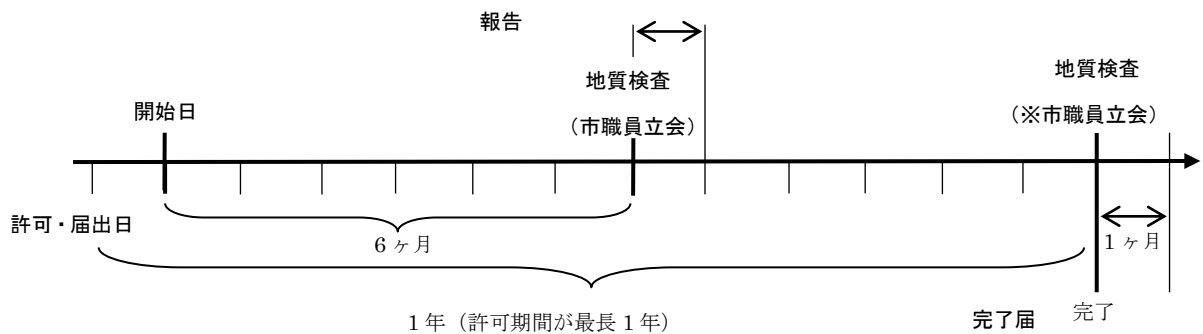 報告
地質検査
(市職員立会)
地質検査
(※市職員立会)
開始日
許可・届出日
6ヶ月
1ヶ月
1年（許可期間が最長1年）
完了届
完了